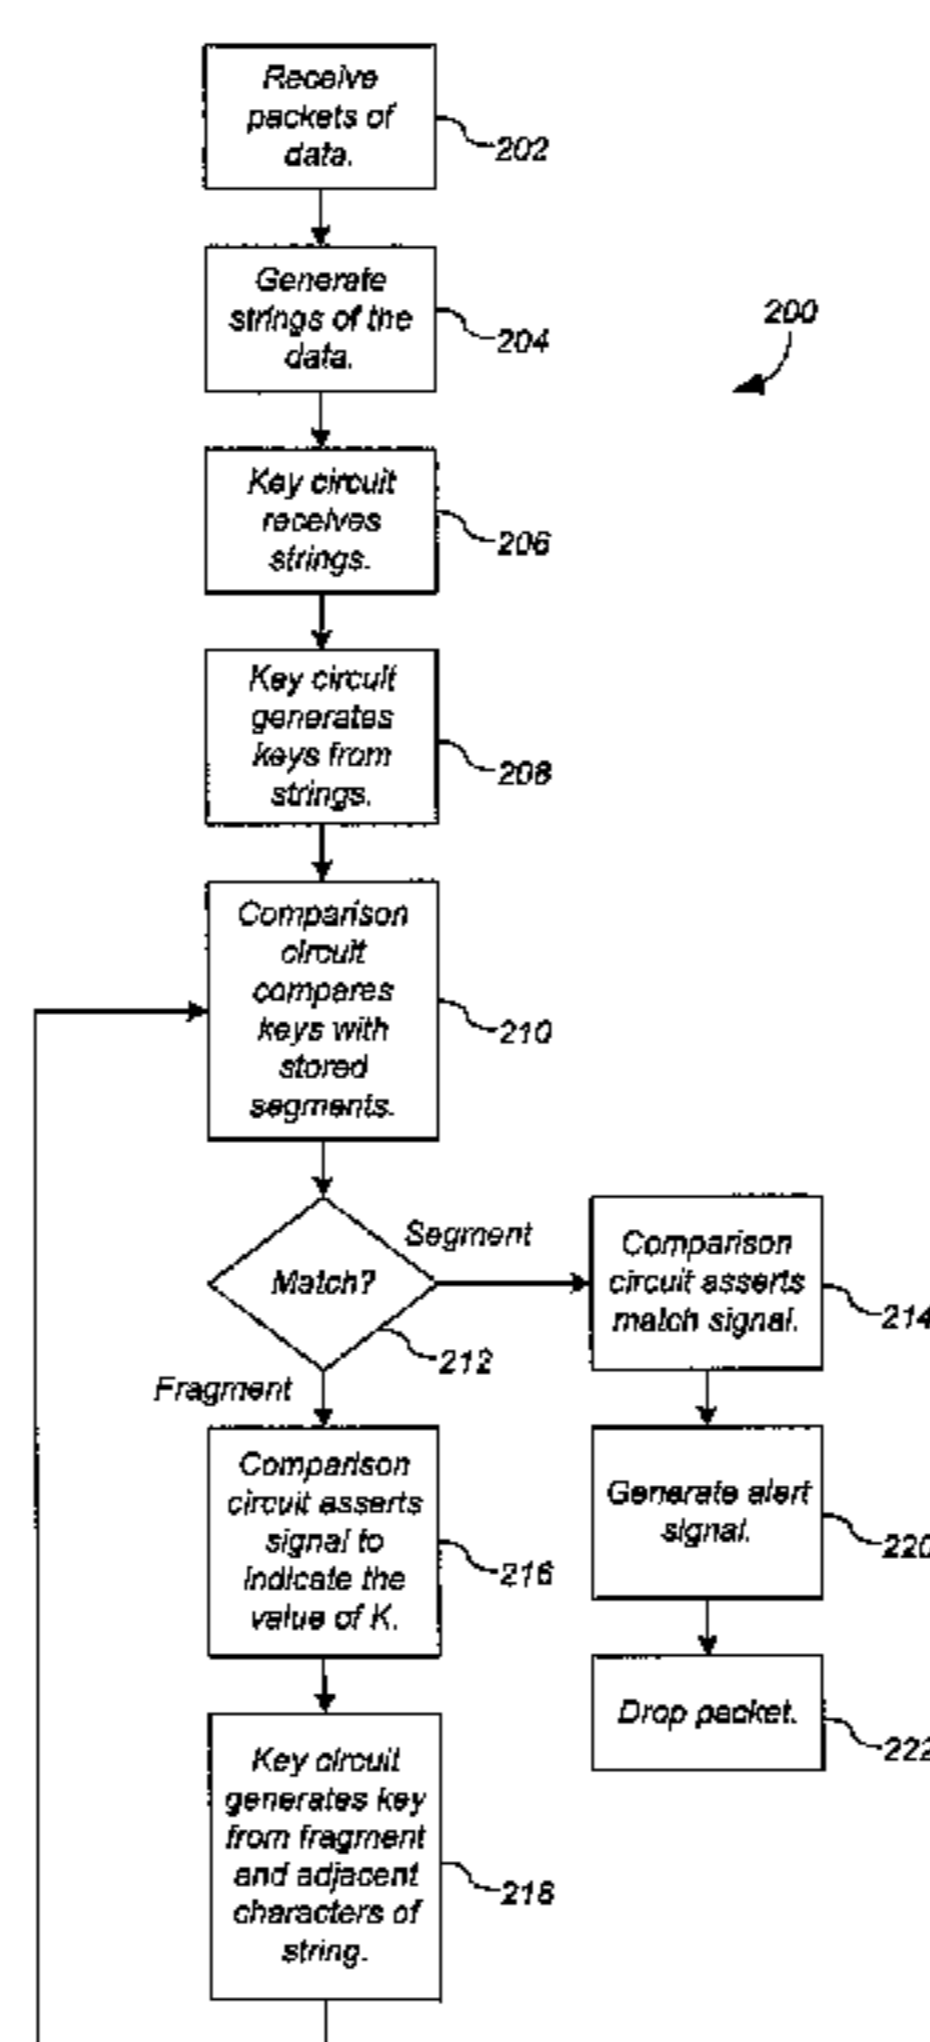 Receive
packets of
data.
202
Generate
strings of the
data.
204
200
Key circuit
receives
strings.
206
Key circuit
generates
keys from
strings.
208
Comparison
circuit
compares
keys with
stored
segments.
210
Match?
Segment
212
Fragment
Comparison
circuit asserts
match signal.
214
Comparison
circuit asserts
signal to
indicate the
value of K.
216
Generate alert
signal.
220
Key circuit
generates key
from fragment
and adjacent
characters of
string.
218
Drop packet.
222